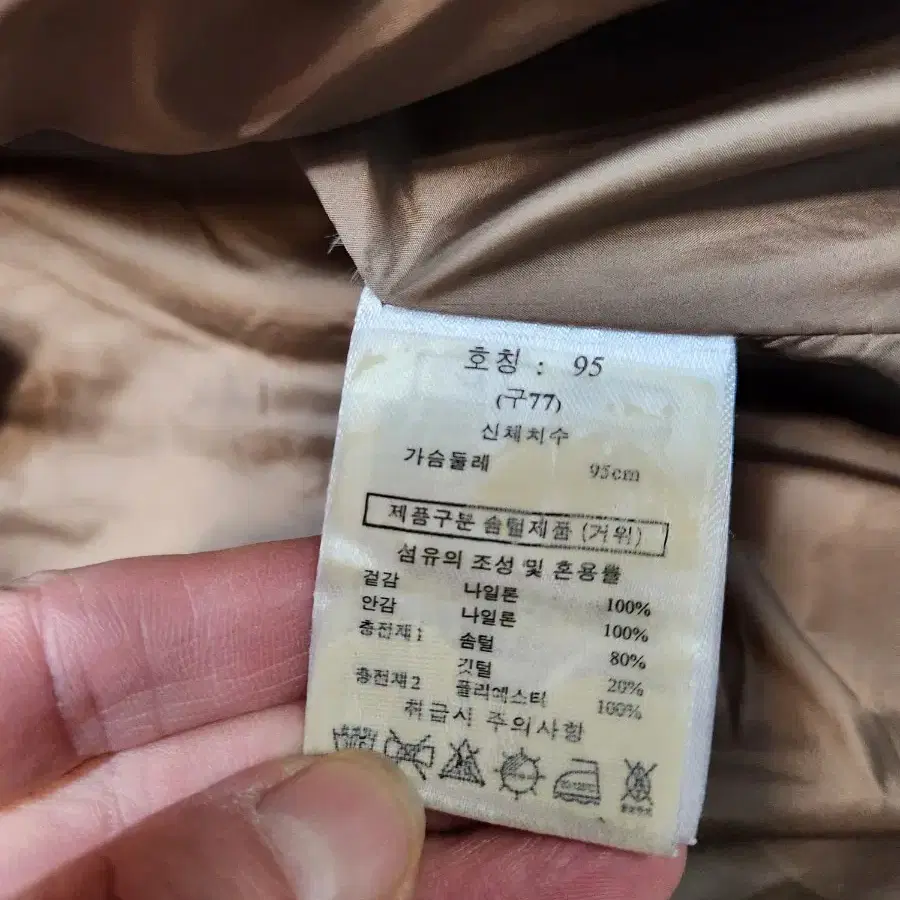 호칭 : 95
(구77)
신체치수
가슴둘레 95cm
제품구분 솜털제품 (거위)
섬유의 조성 및 혼용률
겉감 나일론 100%
안감 나일론 100%
충전재1 솜털 80%
깃털 20%
충전재2 폴리에스터 100%
취급시 주의사항